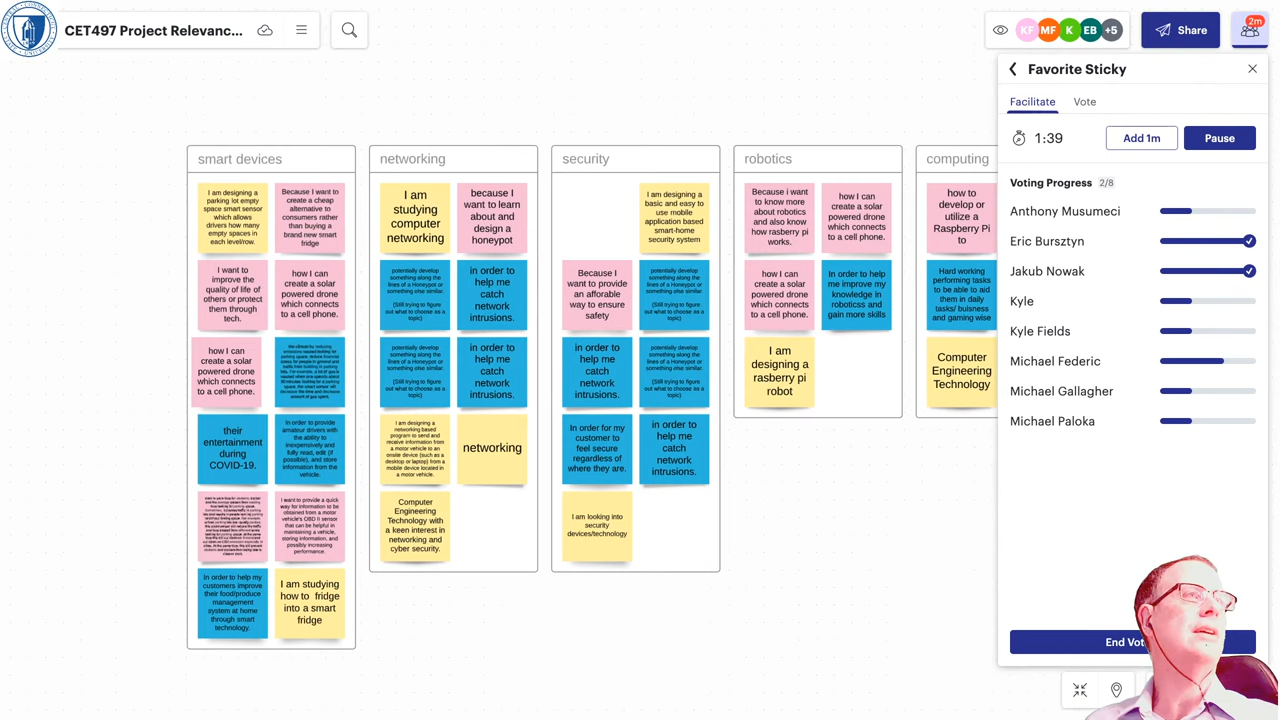 CET497 Project Relevanc...
KF
MF
K
EB
+5
Share
2m
Favorite Sticky
Facilitate
Vote
1:39
Add 1m
Pause
Voting Progress 2/8
Anthony Musumeci
Eric Bursztyn
Jakub Nowak
Kyle
Kyle Fields
Michael Federic
Michael Gallagher
Michael Paloka
End Vot
smart devices
I am designing a
parking lot empty
space smart sensor
which allows
drivers how many
empty spaces in
each level/row.
Because I want to
create a cheap
alternative to
consumers rather
than buying a
brand new smart
fridge
I want to
improve the
quality of life of
others or protect
them through
tech.
how I can
create a solar
powered drone
which connects
to a cell phone.
how I can
create a solar
powered drone
which connects
to a cell phone.
their
entertainment
during
COVID-19.
In order to provide
amateur drivers with
the ability to
inexpensively and
fully read, edit (if
possible), and store
information from the
vehicle.
I want to provide a quick
way for information to be
obtained from a motor
vehicle's OBD II sensor
that can be helpful in
maintaining a vehicle,
storing information, and
possibly increasing
performance.
In order to help my
customers improve
their food/produce
management
system at home
through smart
technology.
I am studying
how to fridge
into a smart
fridge
networking
I am
studying
computer
networking
because I
want to learn
about and
design a
honeypot
potentially develop
something along the
lines of a Honeypot or
something else similar.
(Still trying to figure
out what to choose as a
topic)
in order to
help me
catch
network
intrusions.
potentially develop
something along the
lines of a Honeypot or
something else similar.
(Still trying to figure
out what to choose as a
topic)
in order to
help me
catch
network
intrusions.
I am designing a
networking based
program to send and
receive information from
a motor vehicle to an
onsite device (such as a
desktop or laptop) from a
mobile device located in
a motor vehicle.
networking
Computer
Engineering
Technology with
a keen interest in
networking and
cyber security.
security
I am designing a
basic and easy to
use mobile
application based
smart-home
security system
Because I
want to provide
an afforable
way to ensure
safety
potentially develop
something along the
lines of a Honeypot or
something else similar.
(Still trying to figure
out what to choose as a
topic)
in order to
help me
catch
network
intrusions.
potentially develop
something along the
lines of a Honeypot or
something else similar.
(Still trying to figure
out what to choose as a
topic)
In order for my
customer to
feel secure
regardless of
where they are.
in order to
help me
catch
network
intrusions.
I am looking into
security
devices/technology
robotics
Because i want
to know more
about robotics
and also know
how rasberry pi
works.
how I can
create a solar
powered drone
which connects
to a cell phone.
how I can
create a solar
powered drone
which connects
to a cell phone.
In order to help
me improve my
knowledge in
roboticss and
gain more skills
I am
designing a
rasberry pi
robot
computing
how to
develop or
utilize a
Raspberry Pi
to
Hard working
performing tasks
to be able to aid
them in daily
tasks/ buisness
and gaming wise
Computer
Engineering
Technology